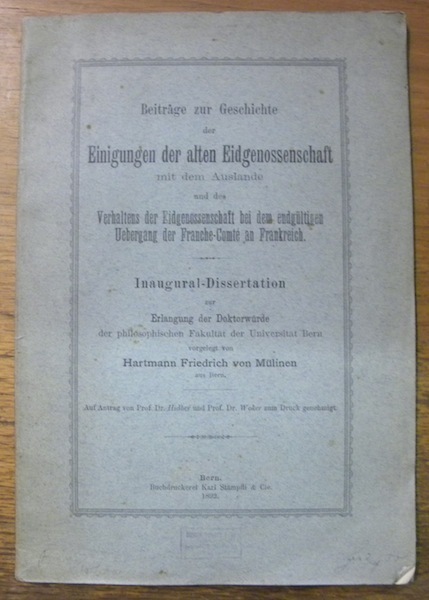 Beiträge zur Geschichte
der
Einigungen der alten Eidgenossenschaft
mit dem Auslande
und des
Verhaltens der Eidgenossenschaft bei dem endgültigen
Uebergang der Franche-Comté an Frankreich.
Inaugural-Dissertation
zur
Erlangung der Doktorwürde
der philosophischen Fakultät der Universität Bern
vorgelegt von
Hartmann Friedrich von Mülinen
aus Bern.
Auf Antrag von Prof. Dr. Hidber und Prof. Dr. Woker zum Druck genehmigt.
Bern.
Buchdruckerei Karl Stämpfli & Cie.
1892.